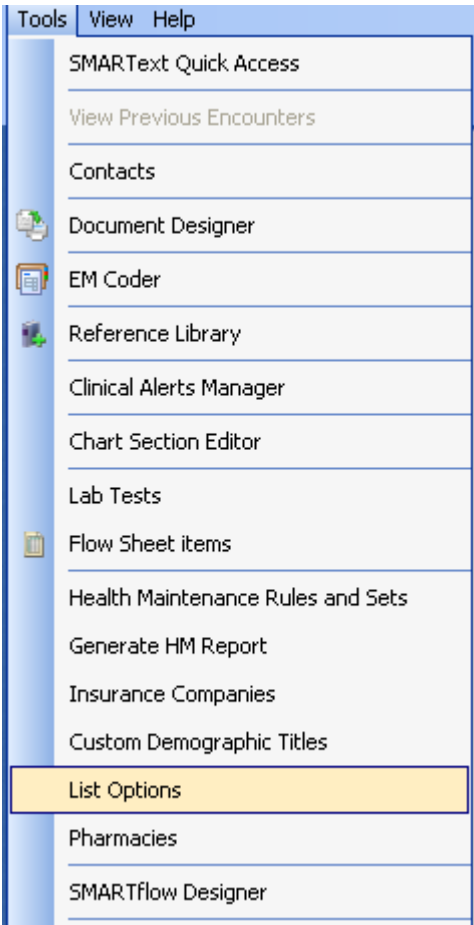 Tools View Help
SMARText Quick Access
View Previous Encounters
Contacts
Document Designer
EM Coder
Reference Library
Clinical Alerts Manager
Chart Section Editor
Lab Tests
Flow Sheet items
Health Maintenance Rules and Sets
Generate HM Report
Insurance Companies
Custom Demographic Titles
List Options
Pharmacies
SMARTflow Designer